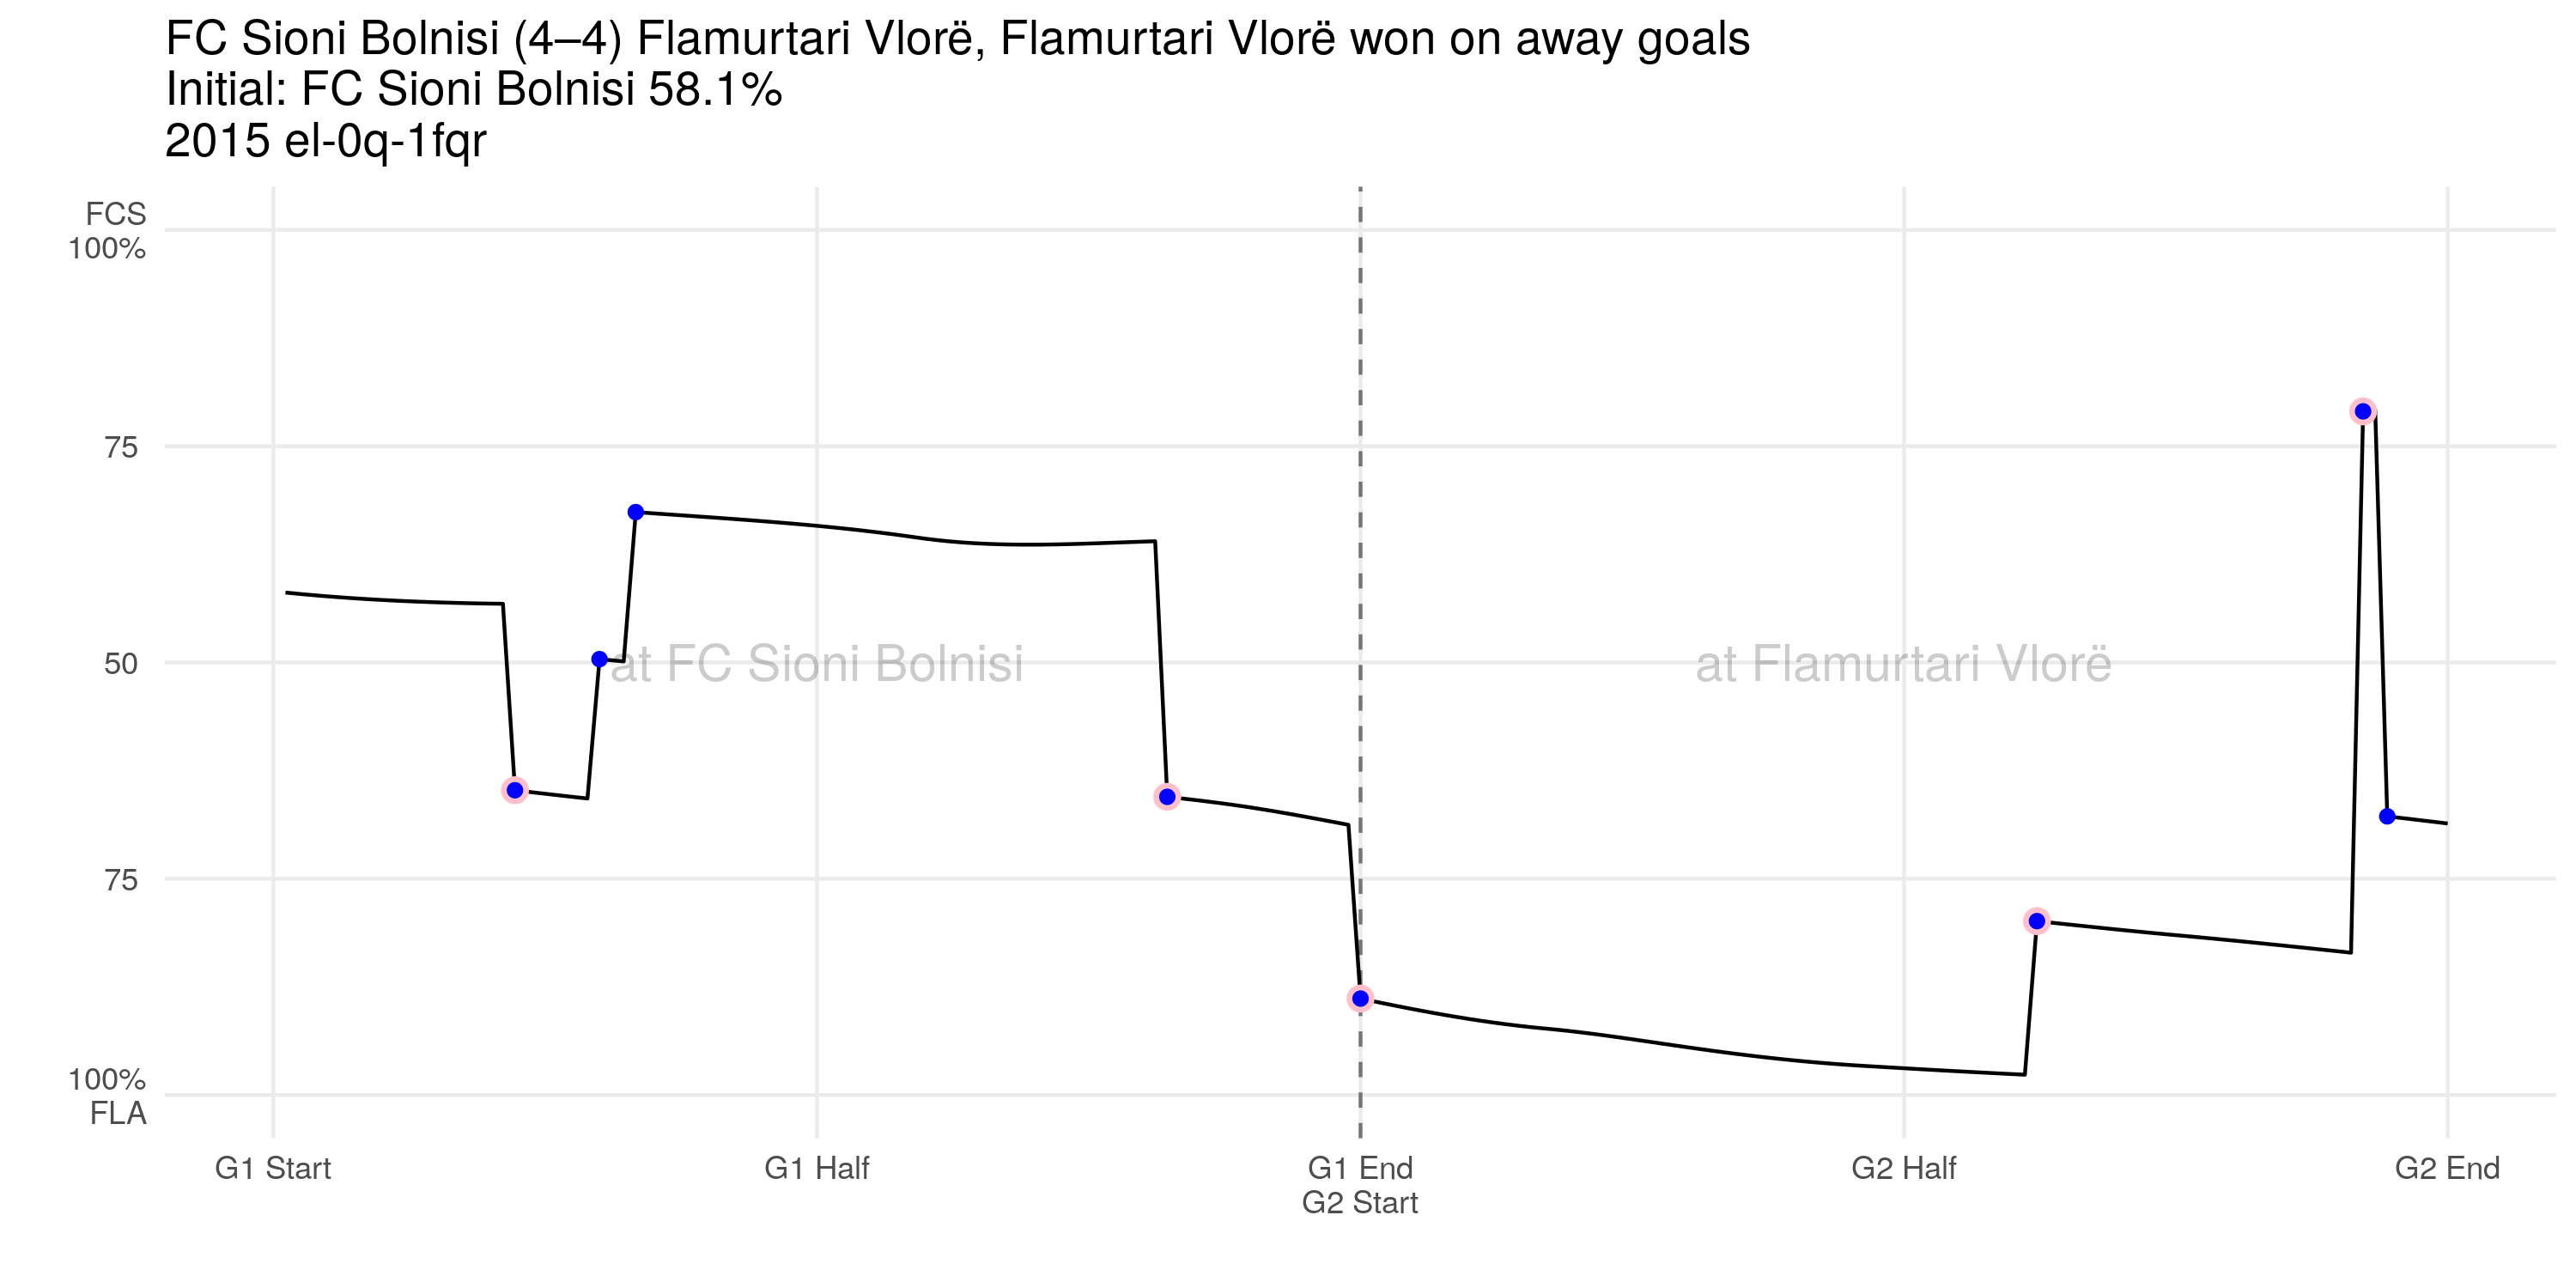 FC Sioni Bolnisi (4–4) Flamurtari Vlorë, Flamurtari Vlorë won on away goals
Initial: FC Sioni Bolnisi 58.1%
2015 el-0q-1fqr
FCS
100%
75
50
75
100%
FLA
at FC Sioni Bolnisi
at Flamurtari Vlorë
G1 Start
G1 Half
G1 End
G2 Start
G2 Half
G2 End